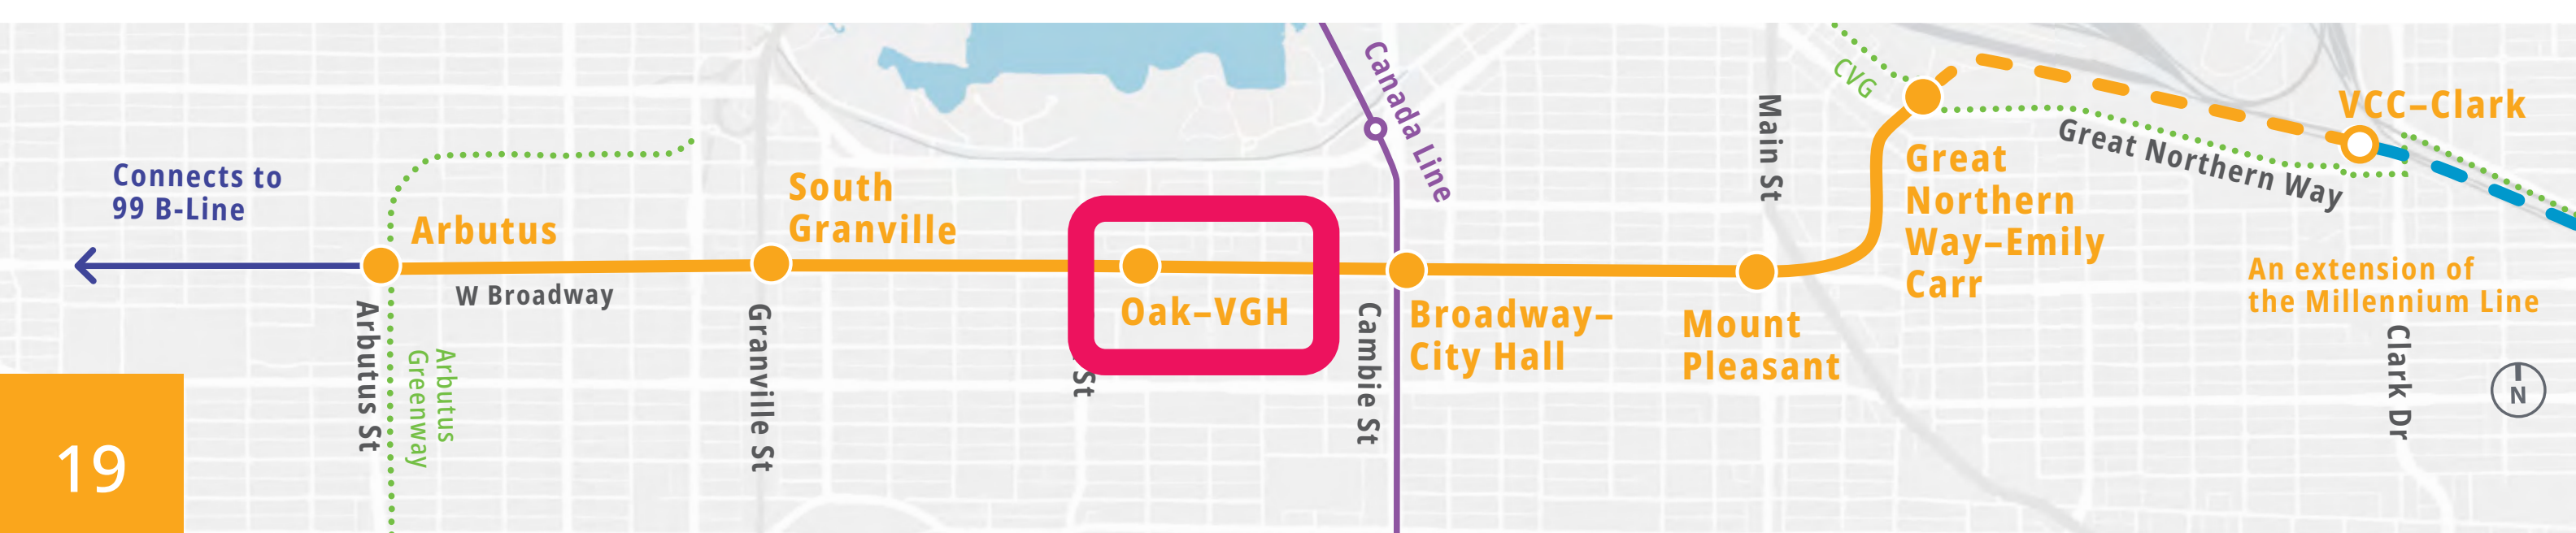 Connects to
99 B-Line
Arbutus
W Broadway
Arbutus St
Arbutus
Greenway
19
South
Granville
Granville St
Oak–VGH
St
Canada Line
Cambie St
Broadway–
City Hall
Main St
Mount
Pleasant
CVG
Great
Northern
Way–Emily
Carr
Great Northern Way
VCC–Clark
An extension of
the Millennium Line
Clark Dr
N